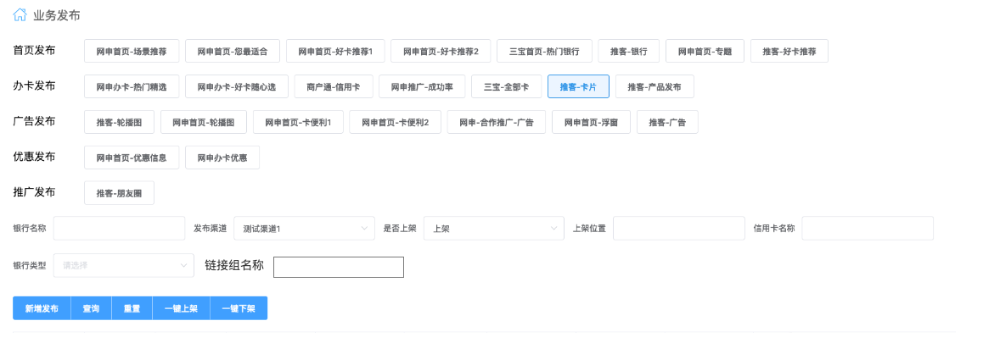 业务发布
首页发布 网申首页-场景推荐 网申首页-您最适合 网申首页-好卡推荐1 网申首页-好卡推荐2 三宝首页-热门银行 推客-银行 网申首页-专题 推客-好卡推荐
办卡发布 网申办卡-热门精选 网申办卡-好卡随心选 商户通-信用卡 网申推广-成功率 三宝-全部卡 推客-卡片 推客-产品发布
广告发布 推客-轮播图 网申首页-轮播图 网申首页-卡便利1 网申首页-卡便利2 网申-合作推广-广告 网申首页-浮窗 推客-广告
优惠发布 网申首页-优惠信息 网申办卡优惠
推广发布 推客-朋友圈
银行名称 发布渠道 测试渠道1 是否上架 上架 上架位置 信用卡名称
银行类型 请选择 链接组名称
新增发布 查询 重置 一键上架 一键下架